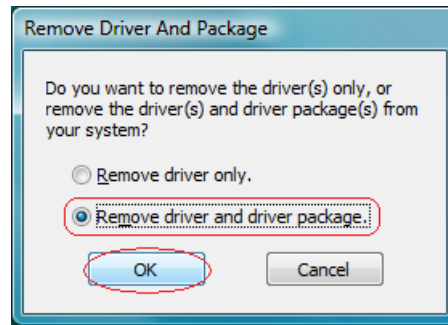 Remove Driver And Package
Do you want to remove the driver(s) only, or
remove the driver(s) and driver package(s) from
your system?
Remove driver only.
Remove driver and driver package.
OK
Cancel